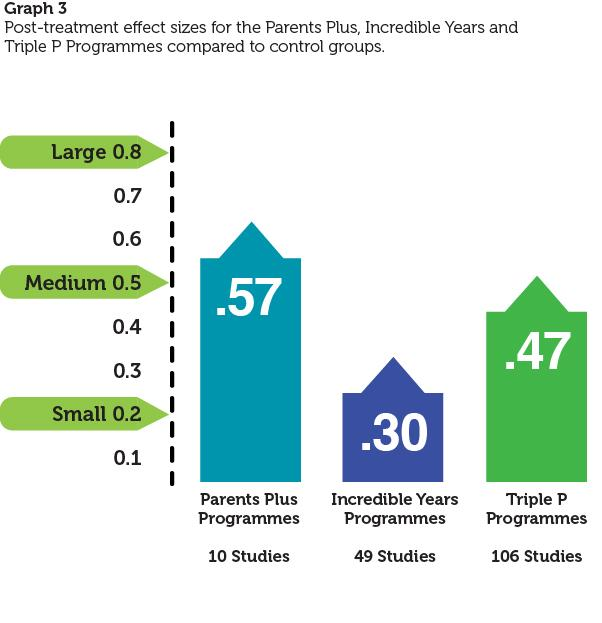 Graph 3
Post-treatment effect sizes for the Parents Plus, Incredible Years and
Triple P Programmes compared to control groups.
Large 0.8
0.7
0.6
Medium 0.5
0.4
0.3
Small 0.2
0.1
.57
.30
.47
Parents Plus
Programmes
10 Studies
Incredible Years
Programmes
49 Studies
Triple P
Programmes
106 Studies